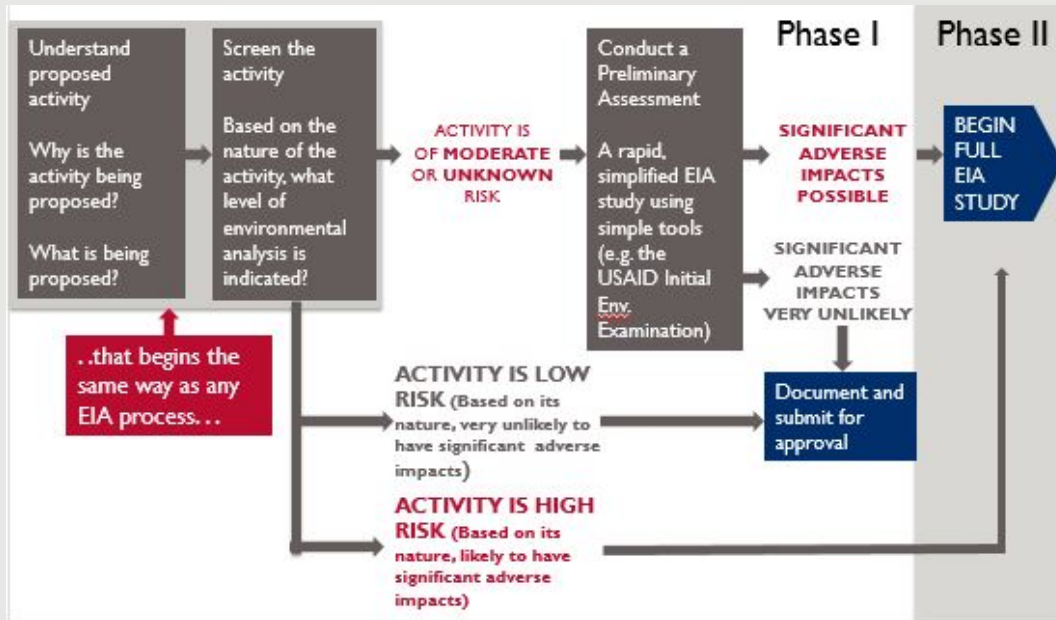 Understand
proposed
activity
Why is the
activity being
proposed?
What is being
proposed?
Screen the
activity
Based on the
nature of the
activity, what
level of
environmental
analysis is
indicated?
ACTIVITY IS
OF MODERATE
OR UNKNOWN
RISK
Conduct a
Preliminary
Assessment
A rapid,
simplified EIA
study using
simple tools
(e.g. the
USAID Initial
Env.
Examination)
Phase I
SIGNIFICANT
ADVERSE
IMPACTS
POSSIBLE
SIGNIFICANT
ADVERSE
IMPACTS
VERY UNLIKELY
Phase II
BEGIN
FULL
EIA
STUDY
..that begins the
same way as any
EIA process…
ACTIVITY IS LOW
RISK (Based on its
nature, very unlikely to
have significant adverse
impacts)
Document and
submit for
approval
ACTIVITY IS HIGH
RISK (Based on its
nature, likely to have
significant adverse
impacts)